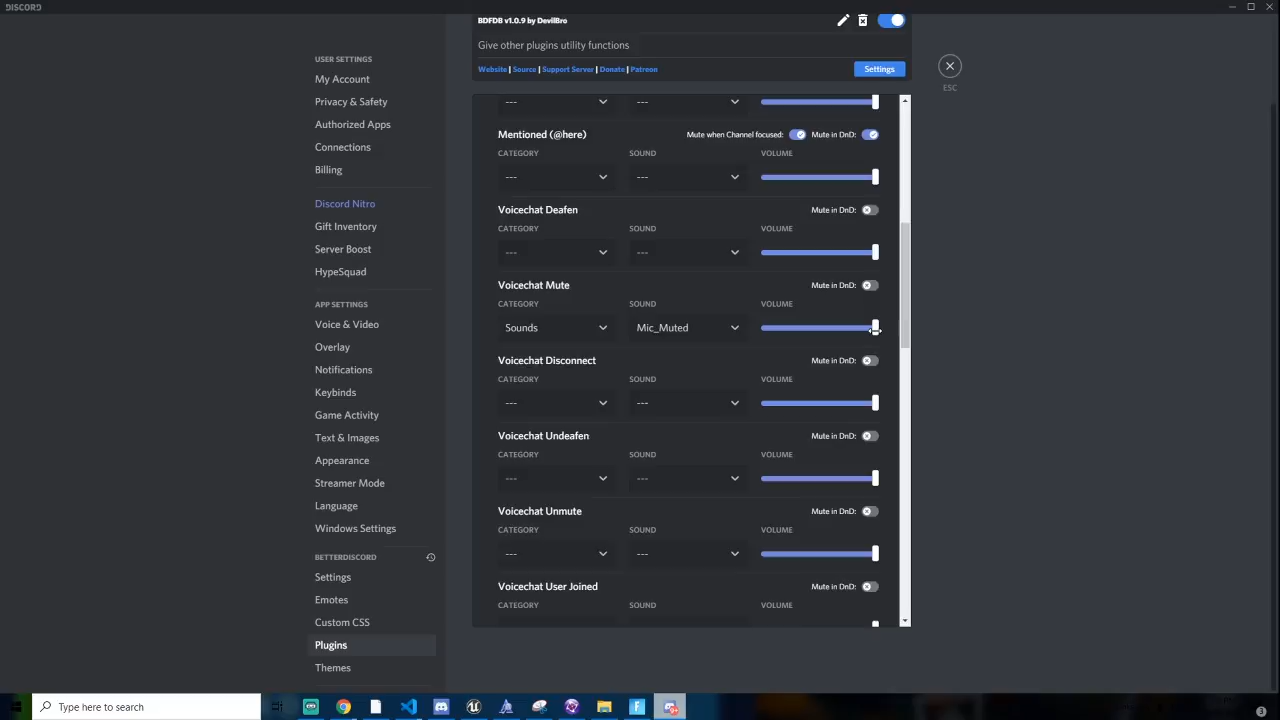 DISCORD
BDFDB v1.0.9 by DevilBro
Give other plugins utility functions
Website | Source | Support Server | Donate | Patreon
Settings
ESC
USER SETTINGS
My Account
Privacy & Safety
Authorized Apps
Connections
Billing
Discord Nitro
Gift Inventory
Server Boost
HypeSquad
APP SETTINGS
Voice & Video
Overlay
Notifications
Keybinds
Game Activity
Text & Images
Appearance
Streamer Mode
Language
Windows Settings
BETTERDISCORD
Settings
Emotes
Custom CSS
Plugins
Themes
--- ---
Mentioned (@here) Mute when Channel focused: Mute in DnD:
CATEGORY SOUND VOLUME
--- ---
Voicechat Deafen Mute in DnD:
CATEGORY SOUND VOLUME
--- ---
Voicechat Mute Mute in DnD:
CATEGORY SOUND VOLUME
Sounds Mic_Muted
Voicechat Disconnect Mute in DnD:
CATEGORY SOUND VOLUME
--- ---
Voicechat Undeafen Mute in DnD:
CATEGORY SOUND VOLUME
--- ---
Voicechat Unmute Mute in DnD:
CATEGORY SOUND VOLUME
--- ---
Voicechat User Joined Mute in DnD:
CATEGORY SOUND VOLUME
Type here to search